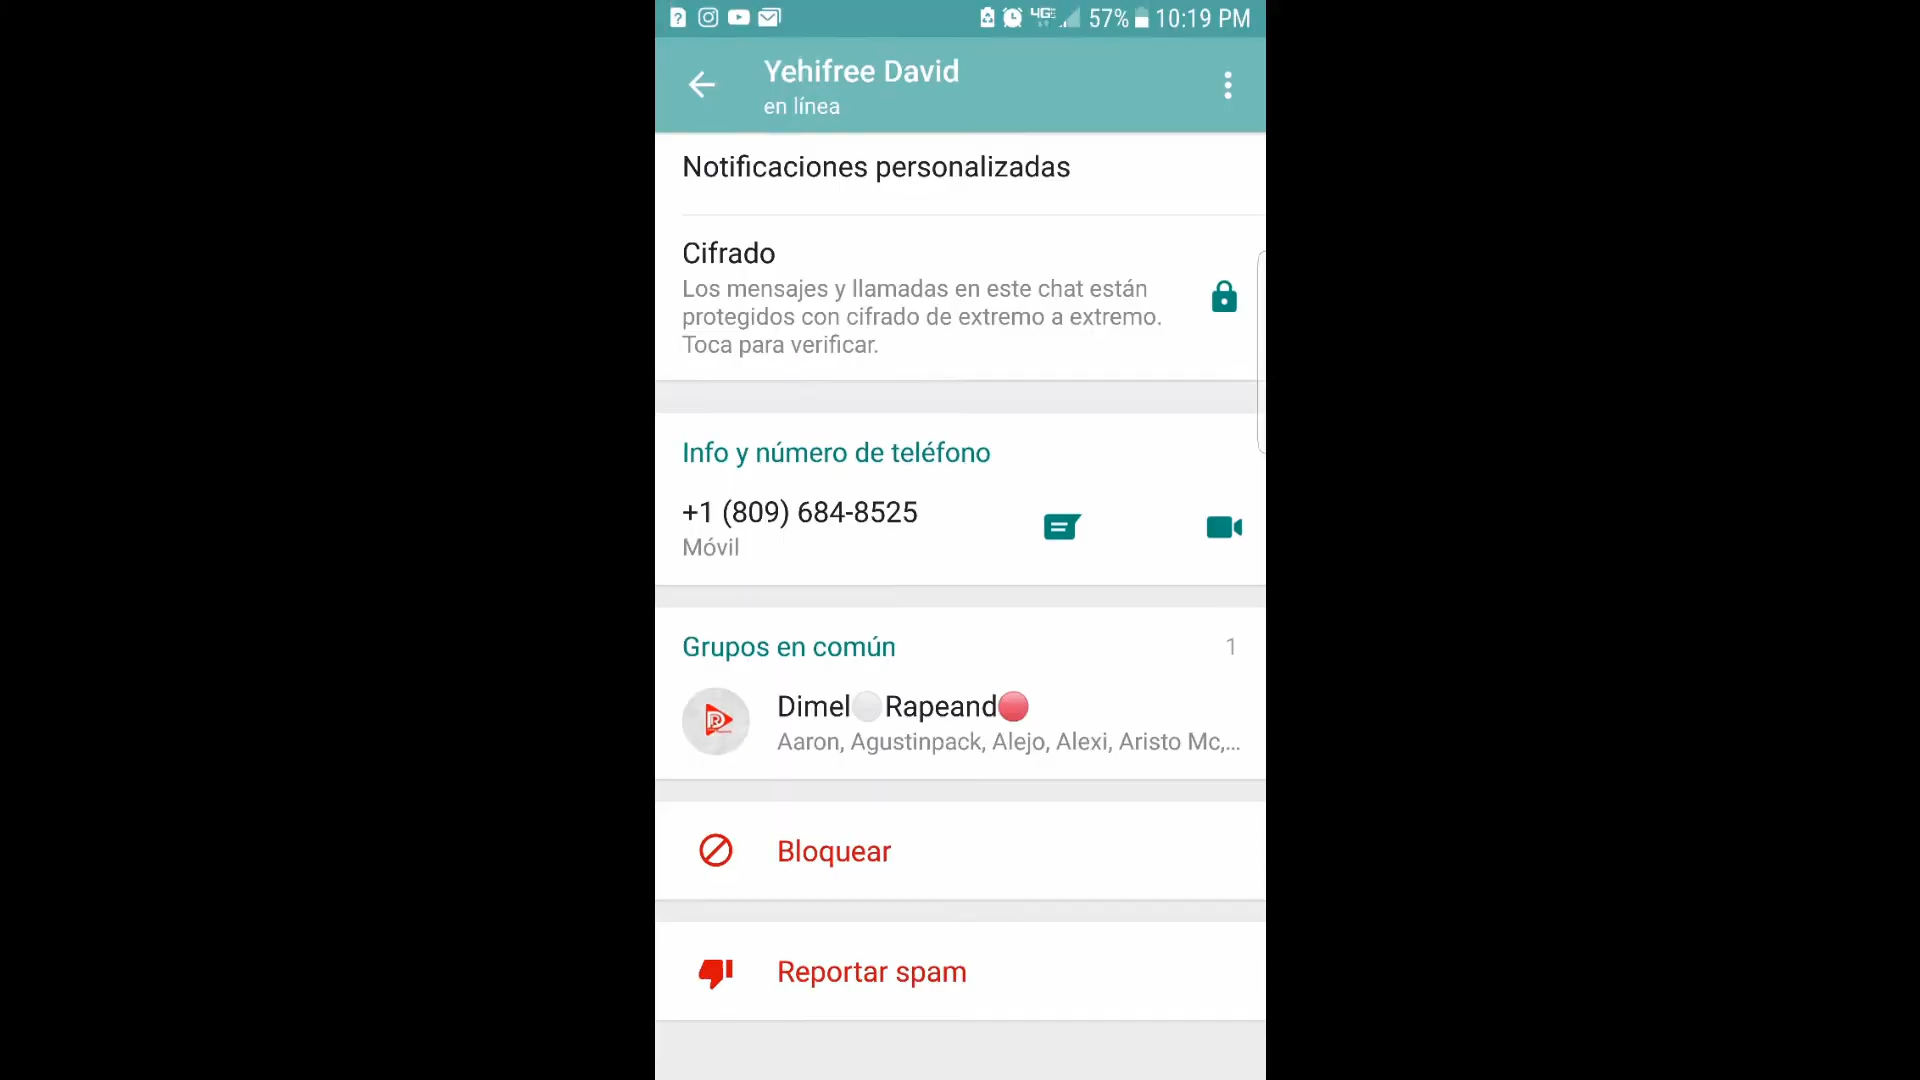 57% 10:19 PM
Yehifree David
en línea
Notificaciones personalizadas
Cifrado
Los mensajes y llamadas en este chat están
protegidos con cifrado de extremo a extremo.
Toca para verificar.
Info y número de teléfono
+1 (809) 684-8525
Móvil
Grupos en común 1
Dimel⚪Rapeand🔴
Aaron, Agustinpack, Alejo, Alexi, Aristo Mc,...
Bloquear
Reportar spam